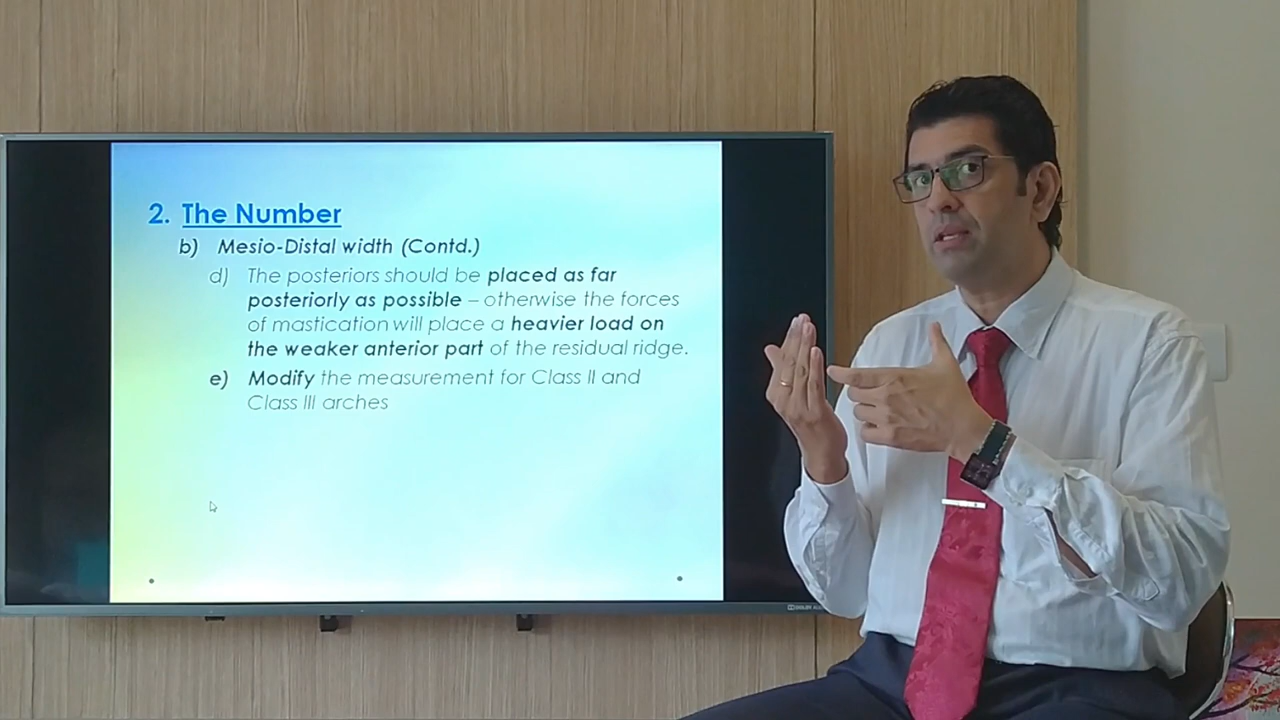 2. The Number
b) Mesio-Distal width (Contd.)
d) The posteriors should be placed as far
posteriorly as possible – otherwise the forces
of mastication will place a heavier load on
the weaker anterior part of the residual ridge.
e) Modify the measurement for Class II and
Class III arches